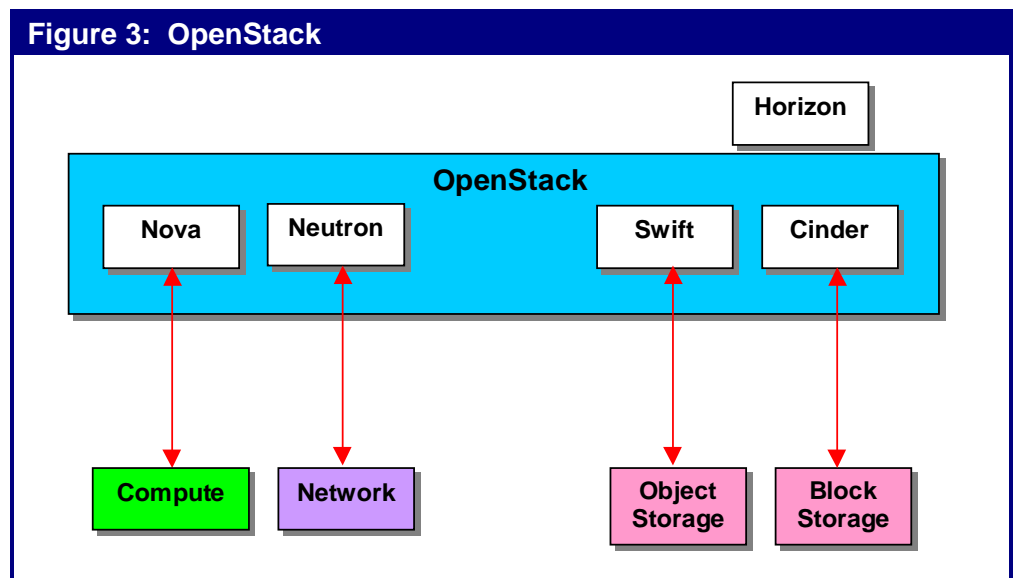 Figure 3: OpenStack
Horizon
OpenStack
Nova
Neutron
Swift
Cinder
Compute
Network
Object
Storage
Block
Storage